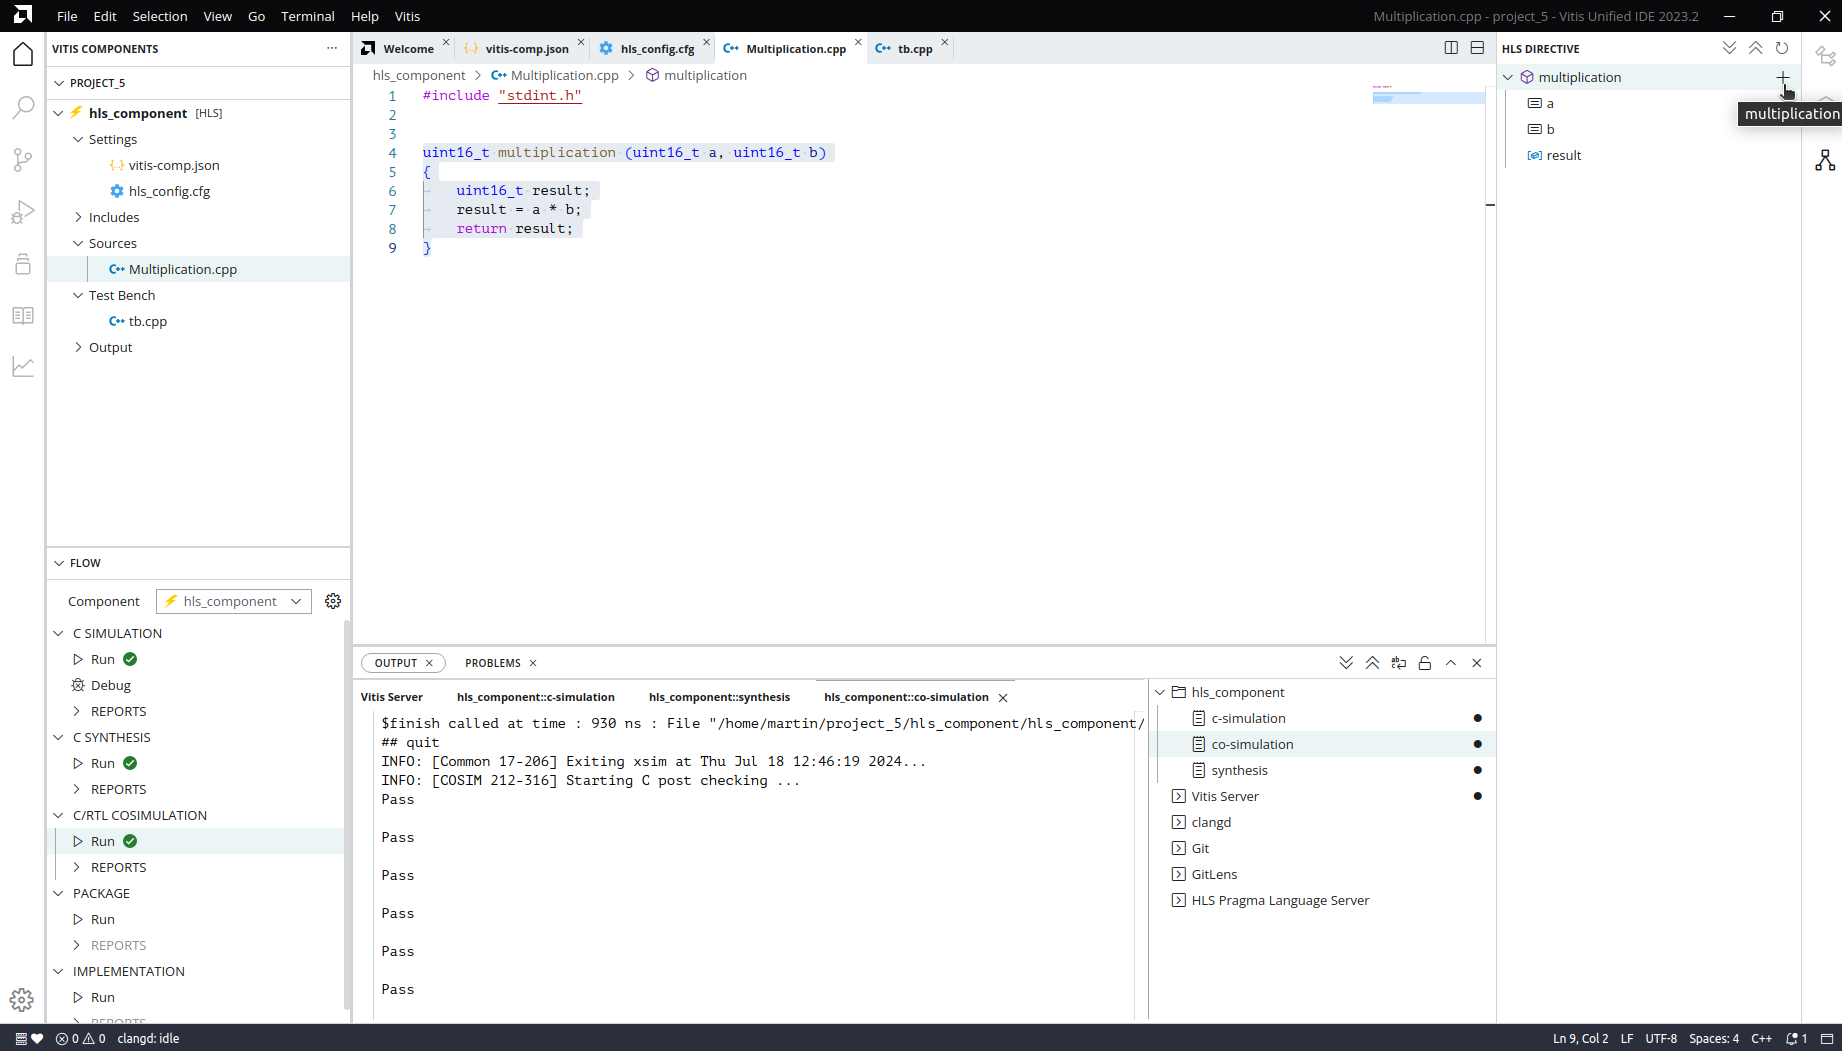 File Edit Selection View Go Terminal Help Vitis
Multiplication.cpp - project_5 - Vitis Unified IDE 2023.2
VITIS COMPONENTS
PROJECT_5
hls_component [HLS]
Settings
vitis-comp.json
hls_config.cfg
Includes
Sources
Multiplication.cpp
Test Bench
tb.cpp
Output
FLOW
Component hls_component
C SIMULATION
Run
Debug
REPORTS
C SYNTHESIS
Run
REPORTS
C/RTL COSIMULATION
Run
REPORTS
PACKAGE
Run
REPORTS
IMPLEMENTATION
Run
REPORTS
Welcome vitis-comp.json hls_config.cfg Multiplication.cpp tb.cpp
hls_component > Multiplication.cpp > multiplication
1 #include "stdint.h"
2
3
4 uint16_t multiplication (uint16_t a, uint16_t b)
5 {
6 uint16_t result;
7 result = a * b;
8 return result;
9 }
OUTPUT PROBLEMS
Vitis Server hls_component::c-simulation hls_component::synthesis hls_component::co-simulation
$finish called at time : 930 ns : File "/home/martin/project_5/hls_component/hls_component/
## quit
INFO: [Common 17-206] Exiting xsim at Thu Jul 18 12:46:19 2024...
INFO: [COSIM 212-316] Starting C post checking ...
Pass
Pass
Pass
Pass
Pass
Pass
hls_component
c-simulation
co-simulation
synthesis
Vitis Server
clangd
Git
GitLens
HLS Pragma Language Server
HLS DIRECTIVE
multiplication
a
b
result
multiplication
0 0 clangd: idle
Ln 9, Col 2 LF UTF-8 Spaces: 4 C++ 1